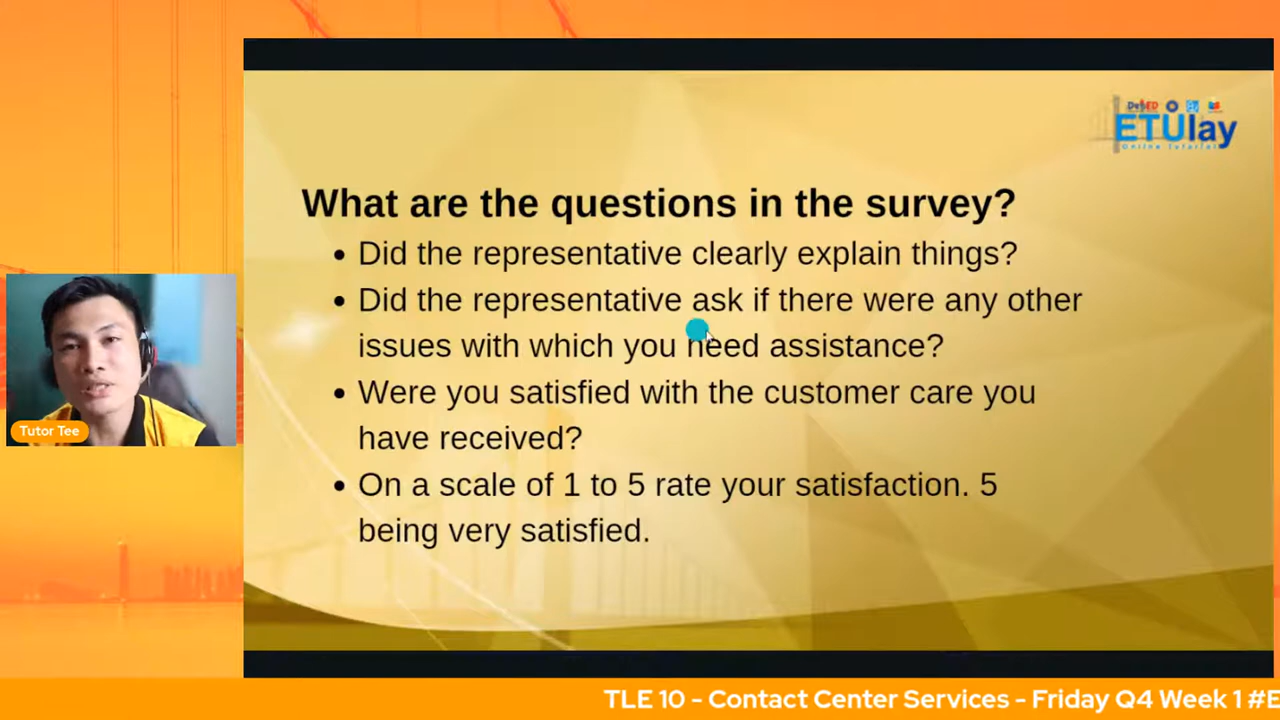 DepED
ETUlay
Online Tutorial
What are the questions in the survey?
• Did the representative clearly explain things?
• Did the representative ask if there were any other
issues with which you need assistance?
• Were you satisfied with the customer care you
have received?
• On a scale of 1 to 5 rate your satisfaction. 5
being very satisfied.
Tutor Tee
TLE 10 - Contact Center Services - Friday Q4 Week 1 #E